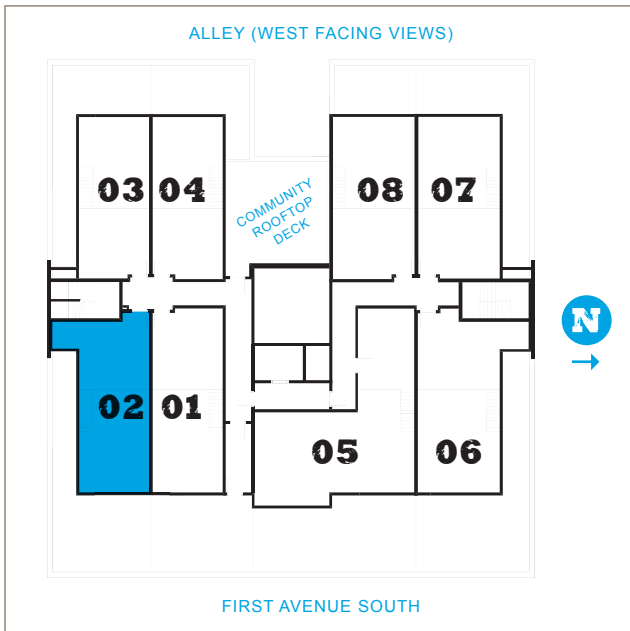 ALLEY (WEST FACING VIEWS)
03
04
COMMUNITY
ROOFTOP
DECK
08
07
N
02
01
05
06
FIRST AVENUE SOUTH